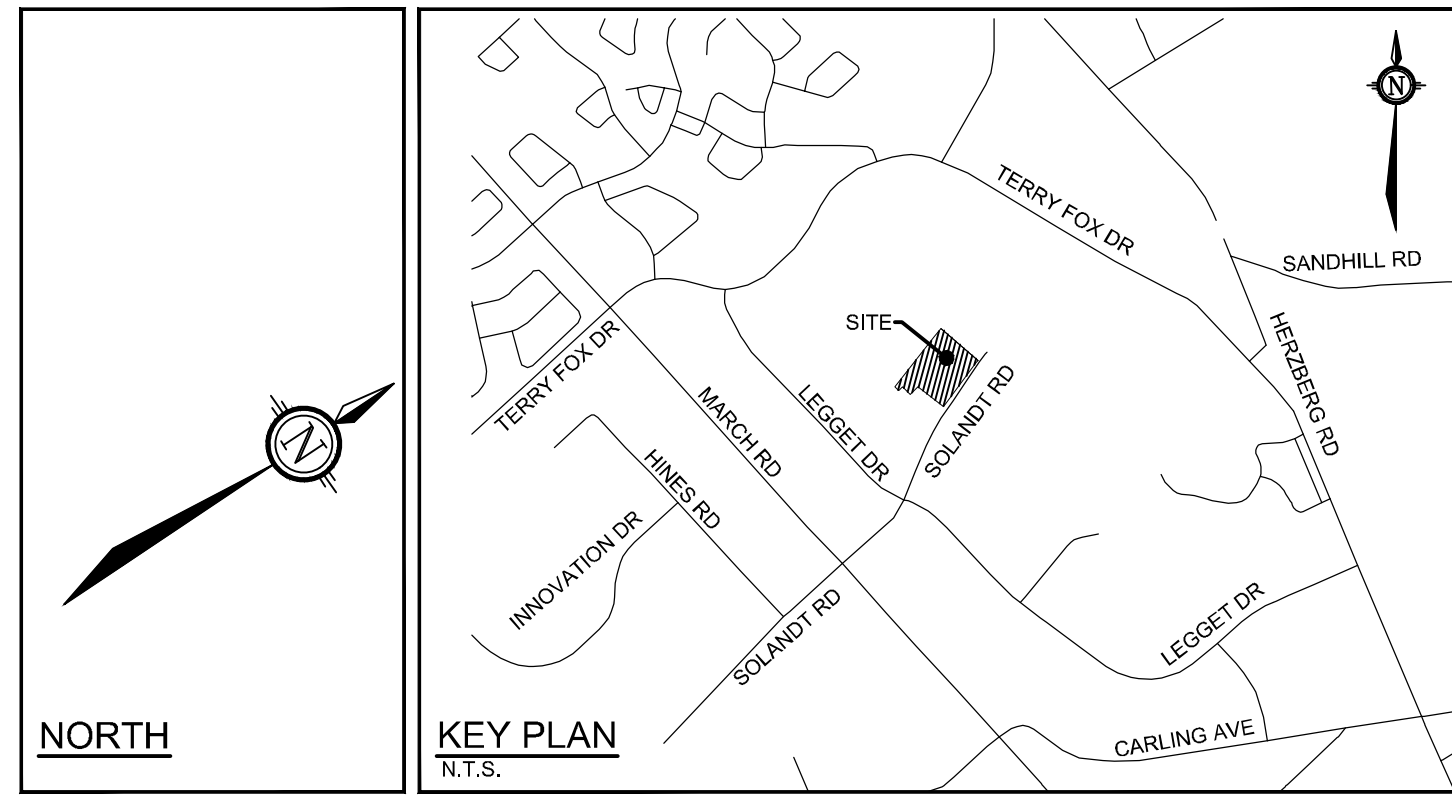 N
NORTH
N
TERRY FOX DR
SANDHILL RD
SITE
HERZBERG RD
TERRY FOX DR
MARCH RD
LEGGET DR
SOLANDT RD
HINES RD
INNOVATION DR
SOLANDT RD
LEGGET DR
CARLING AVE
KEY PLAN
N.T.S.